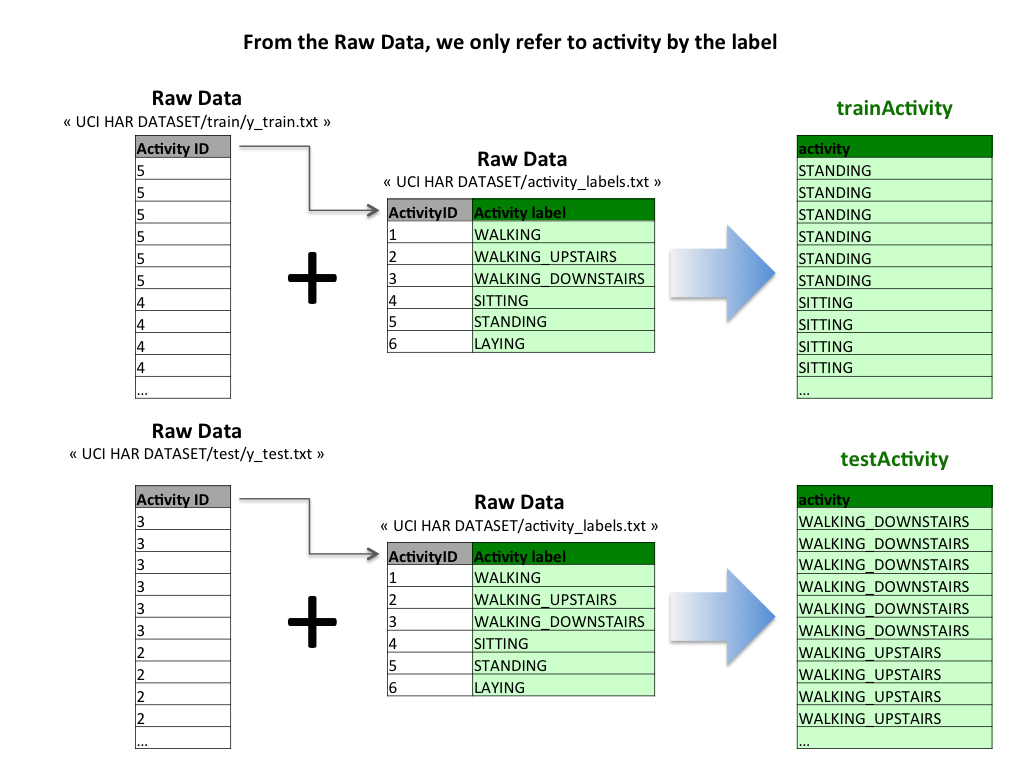 From the Raw Data, we only refer to activity by the label
Raw Data
« UCI HAR DATASET/train/y_train.txt »
Activity ID
5
5
5
5
5
5
4
4
4
4
...
Raw Data
« UCI HAR DATASET/activity_labels.txt »
ActivityID Activity label
1 WALKING
2 WALKING_UPSTAIRS
3 WALKING_DOWNSTAIRS
4 SITTING
5 STANDING
6 LAYING
trainActivity
activity
STANDING
STANDING
STANDING
STANDING
STANDING
STANDING
SITTING
SITTING
SITTING
SITTING
...
Raw Data
« UCI HAR DATASET/test/y_test.txt »
Activity ID
3
3
3
3
3
3
2
2
2
2
...
Raw Data
« UCI HAR DATASET/activity_labels.txt »
ActivityID Activity label
1 WALKING
2 WALKING_UPSTAIRS
3 WALKING_DOWNSTAIRS
4 SITTING
5 STANDING
6 LAYING
testActivity
activity
WALKING_DOWNSTAIRS
WALKING_DOWNSTAIRS
WALKING_DOWNSTAIRS
WALKING_DOWNSTAIRS
WALKING_DOWNSTAIRS
WALKING_DOWNSTAIRS
WALKING_UPSTAIRS
WALKING_UPSTAIRS
WALKING_UPSTAIRS
WALKING_UPSTAIRS
...